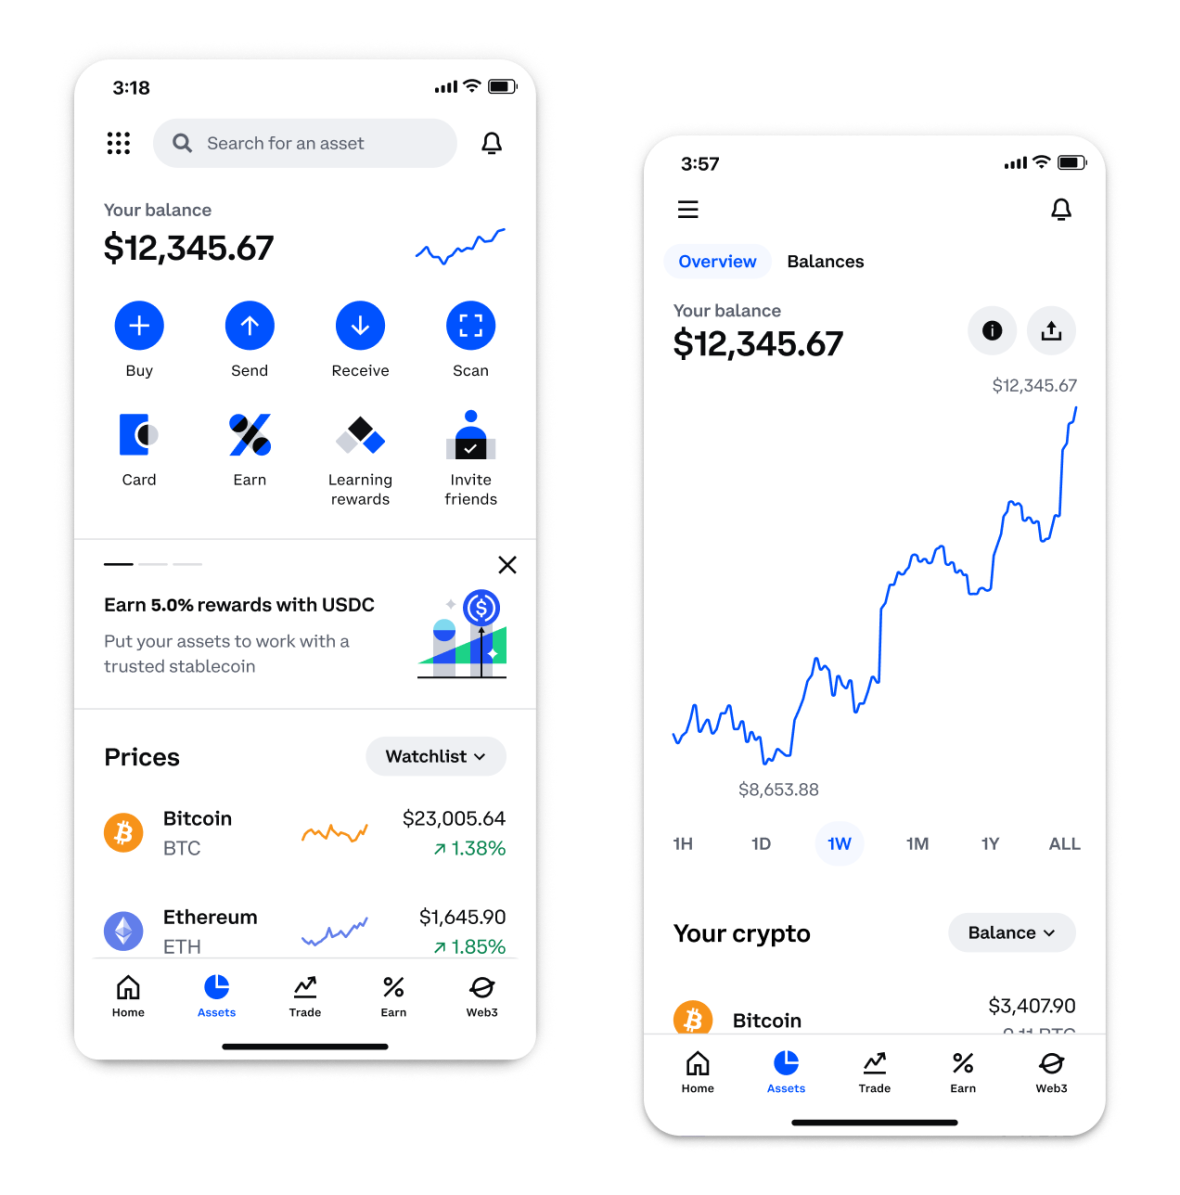 3:18
Search for an asset
Your balance
$12,345.67
Buy
Send
Receive
Scan
Card
Earn
Learning
rewards
Invite
friends
Earn 5.0% rewards with USDC
Put your assets to work with a
trusted stablecoin
Prices
Watchlist
Bitcoin
$23,005.64
BTC
↗ 1.38%
Ethereum
$1,645.90
ETH
↗ 1.85%
Home
Assets
Trade
Earn
Web3
3:57
Overview
Balances
Your balance
$12,345.67
$12,345.67
$8,653.88
1H
1D
1W
1M
1Y
ALL
Your crypto
Balance
Bitcoin
$3,407.90
Home
Assets
Trade
Earn
Web3